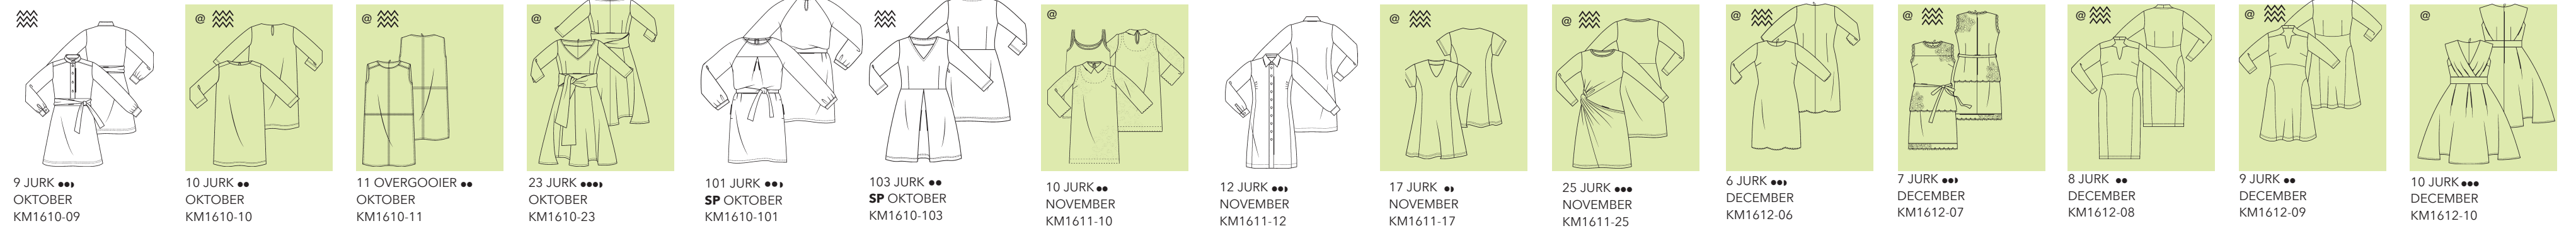 9 JURK ●●◗
OKTOBER
KM1610-09
@
10 JURK ●●
OKTOBER
KM1610-10
@
11 OVERGOOIER ●●
OKTOBER
KM1610-11
@
23 JURK ●●●◗
OKTOBER
KM1610-23
101 JURK ●●◗
SP OKTOBER
KM1610-101
103 JURK ●●
SP OKTOBER
KM1610-103
@
10 JURK ●●
NOVEMBER
KM1611-10
12 JURK ●●◗
NOVEMBER
KM1611-12
@
17 JURK ●◗
NOVEMBER
KM1611-17
@
25 JURK ●●●
NOVEMBER
KM1611-25
@
6 JURK ●●◗
DECEMBER
KM1612-06
@
7 JURK ●●◗
DECEMBER
KM1612-07
@
8 JURK ●●
DECEMBER
KM1612-08
@
9 JURK ●●
DECEMBER
KM1612-09
@
10 JURK ●●●
DECEMBER
KM1612-10